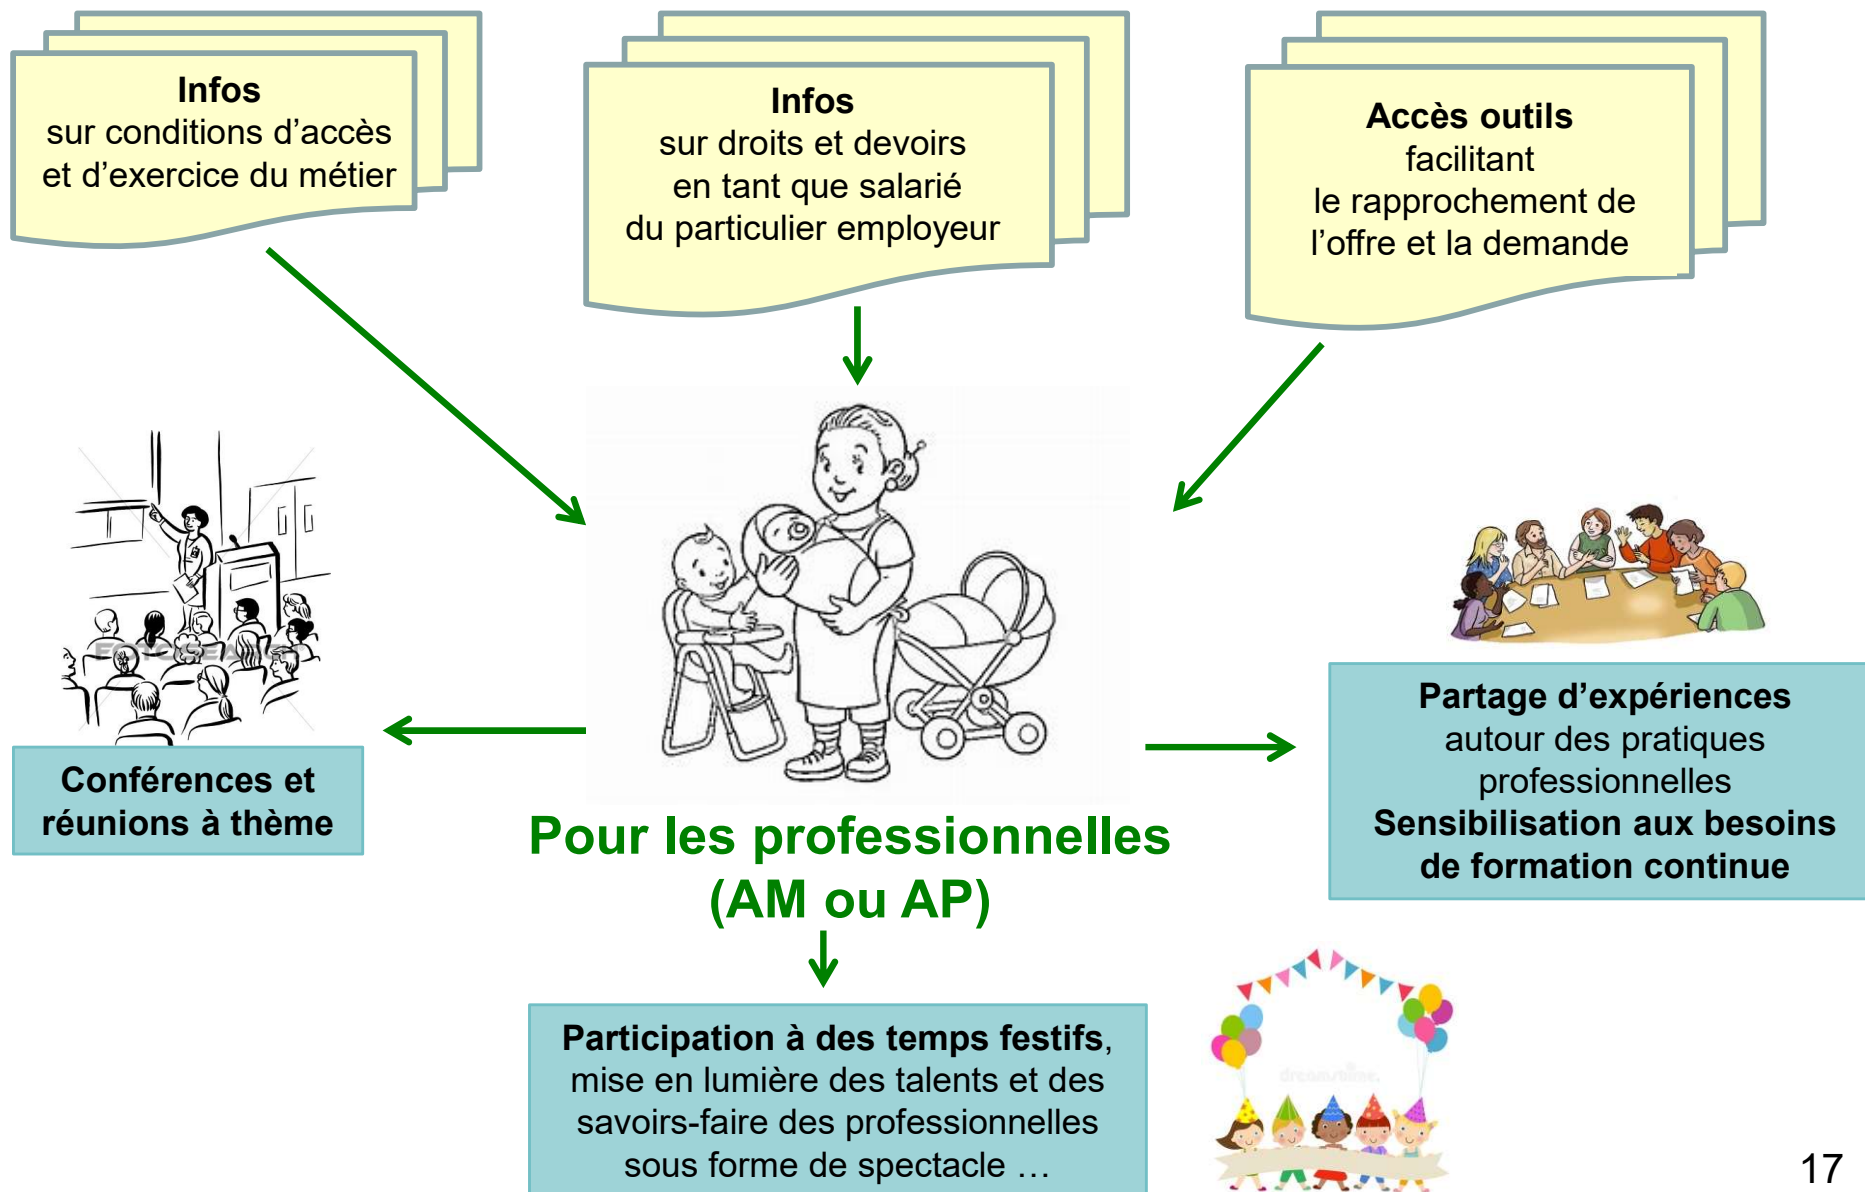 Infos
sur conditions d’accès
et d’exercice du métier
Infos
sur droits et devoirs
en tant que salarié
du particulier employeur
Accès outils
facilitant
le rapprochement de
l’offre et la demande
FOTOSEARCH
Conférences et
réunions à thème
Pour les professionnelles
(AM ou AP)
Partage d’expériences
autour des pratiques
professionnelles
Sensibilisation aux besoins
de formation continue
Participation à des temps festifs,
mise en lumière des talents et des
savoirs-faire des professionnelles
sous forme de spectacle …
dreamstime.
17